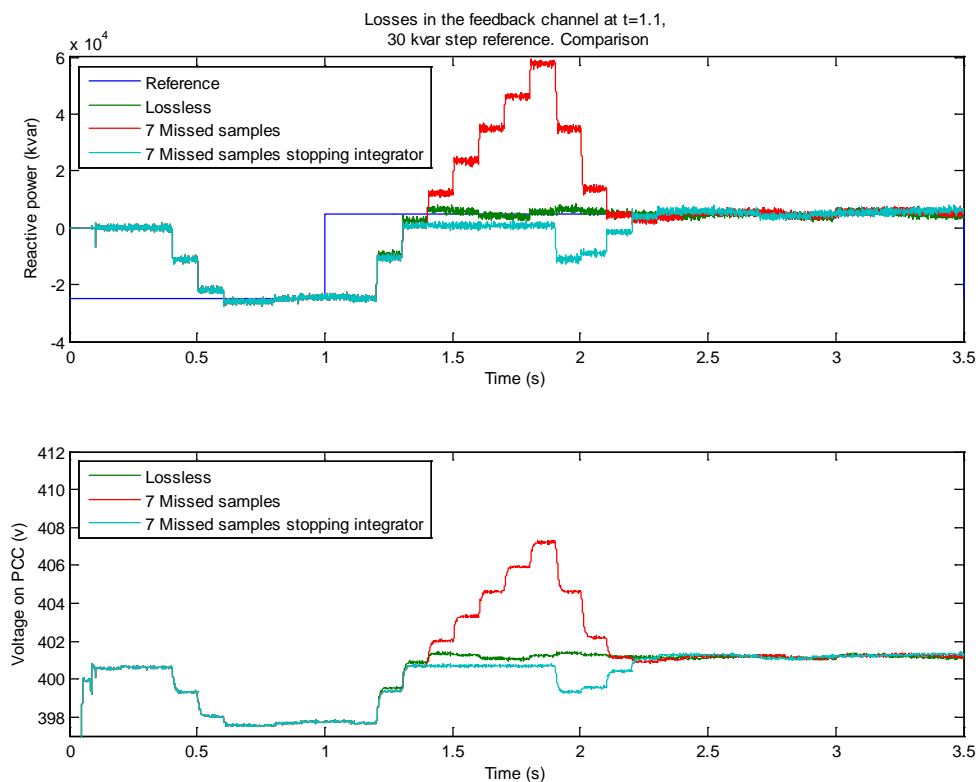 Losses in the feedback channel at t=1.1,
30 kvar step reference. Comparison
x 10^4
6
4
2
0
-2
-4
Reactive power (kvar)
Reference
Lossless
7 Missed samples
7 Missed samples stopping integrator
0 0.5 1 1.5 2 2.5 3 3.5
Time (s)
412
410
408
406
404
402
400
398
Voltage on PCC (v)
Lossless
7 Missed samples
7 Missed samples stopping integrator
0 0.5 1 1.5 2 2.5 3 3.5
Time (s)